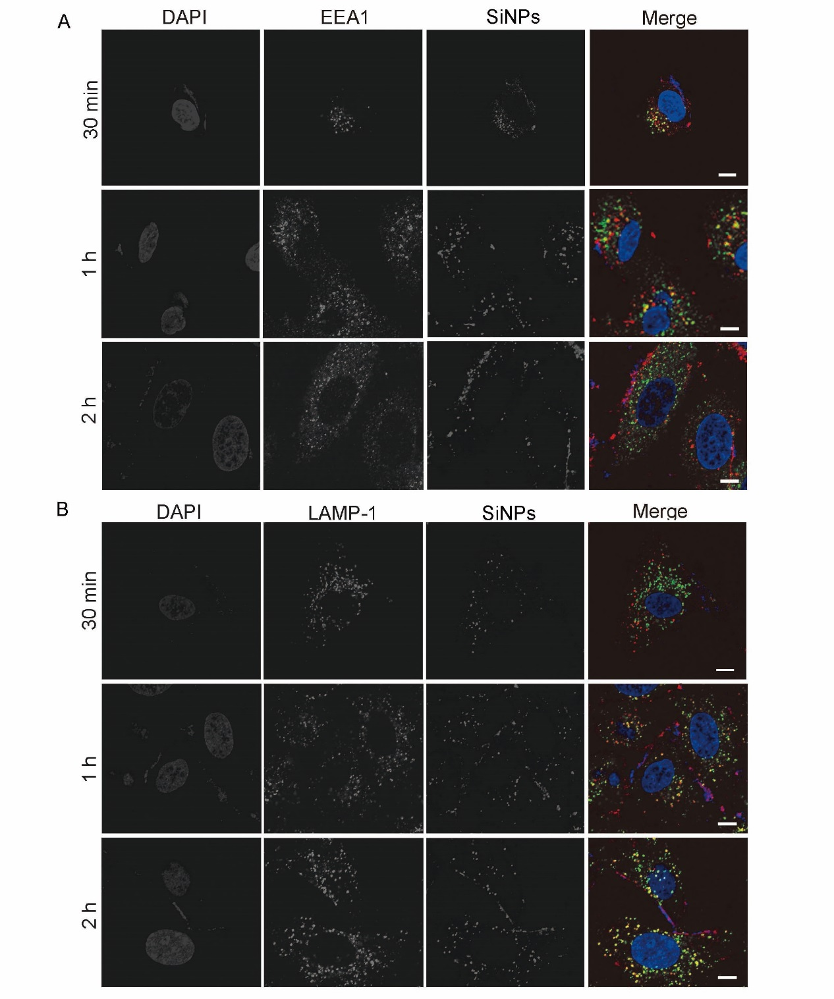 A
DAPI EEA1 SiNPs Merge
30 min
1 h
2 h
B
DAPI LAMP-1 SiNPs Merge
30 min
1 h
2 h